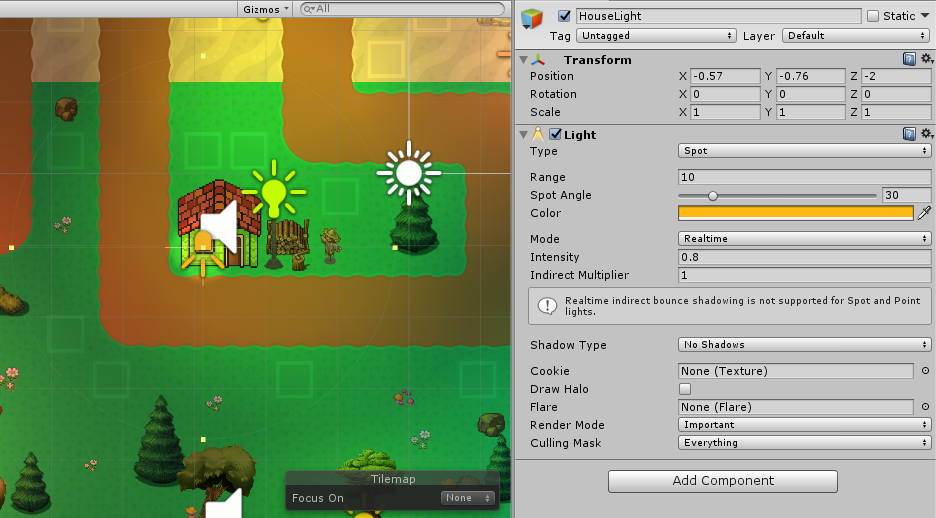 Gizmos
All
Tilemap
Focus On None
HouseLight Static
Tag Untagged Layer Default
Transform
Position X -0.57 Y -0.76 Z -2
Rotation X 0 Y 0 Z 0
Scale X 1 Y 1 Z 1
Light
Type Spot
Range 10
Spot Angle 30
Color
Mode Realtime
Intensity 0.8
Indirect Multiplier 1
Realtime indirect bounce shadowing is not supported for Spot and Point
lights.
Shadow Type No Shadows
Cookie None (Texture)
Draw Halo
Flare None (Flare)
Render Mode Important
Culling Mask Everything
Add Component